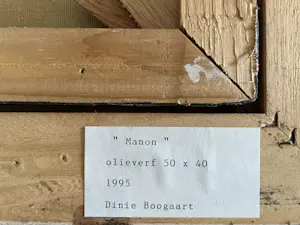 " Manon "
olieverf 50 x 40
1995
Dinie Boogaart